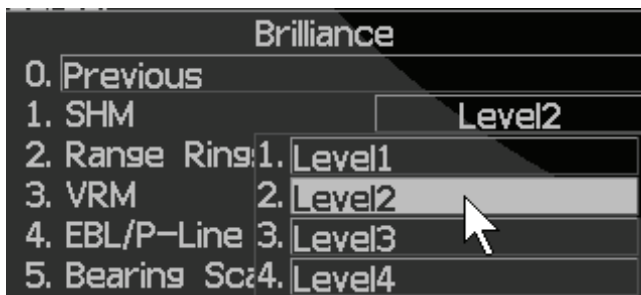 Brilliance
0. Previous
1. SHM Level2
2. Range Rings 1. Level1
3. VRM 2. Level2
4. EBL/P-Line 3. Level3
5. Bearing 4. Level4